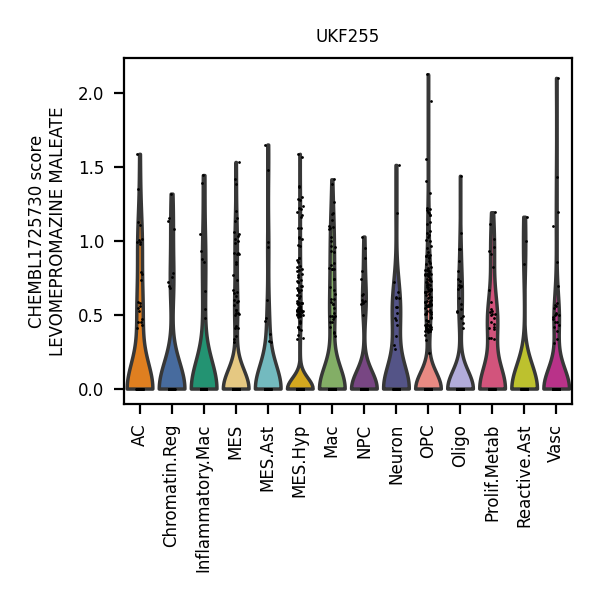 UKF255
CHEMBL1725730 score
LEVOMEPROMAZINE MALEATE
2.0
1.5
1.0
0.5
0.0
AC
Chromatin.Reg
Inflammatory.Mac
MES
MES.Ast
MES.Hyp
Mac
NPC
Neuron
OPC
Oligo
Prolif.Metab
Reactive.Ast
Vasc